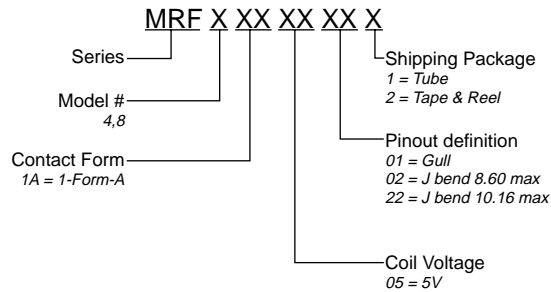 MRF X XX XX XX X
Series
Model #
4,8
Contact Form
1A = 1-Form-A
Shipping Package
1 = Tube
2 = Tape & Reel
Pinout definition
01 = Gull
02 = J bend 8.60 max
22 = J bend 10.16 max
Coil Voltage
05 = 5V